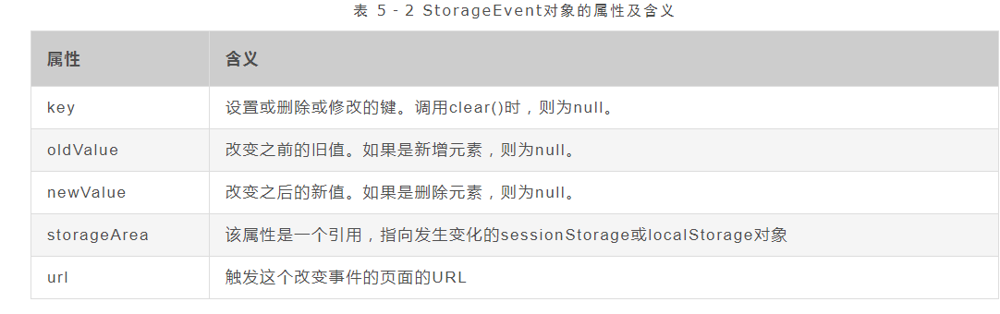 表 5-2 StorageEvent对象的属性及含义
属性 含义
key 设置或删除或修改的键。调用clear()时，则为null。
oldValue 改变之前的旧值。如果是新增元素，则为null。
newValue 改变之后的新值。如果是删除元素，则为null。
storageArea 该属性是一个引用，指向发生变化的sessionStorage或localStorage对象
url 触发这个改变事件的页面的URL